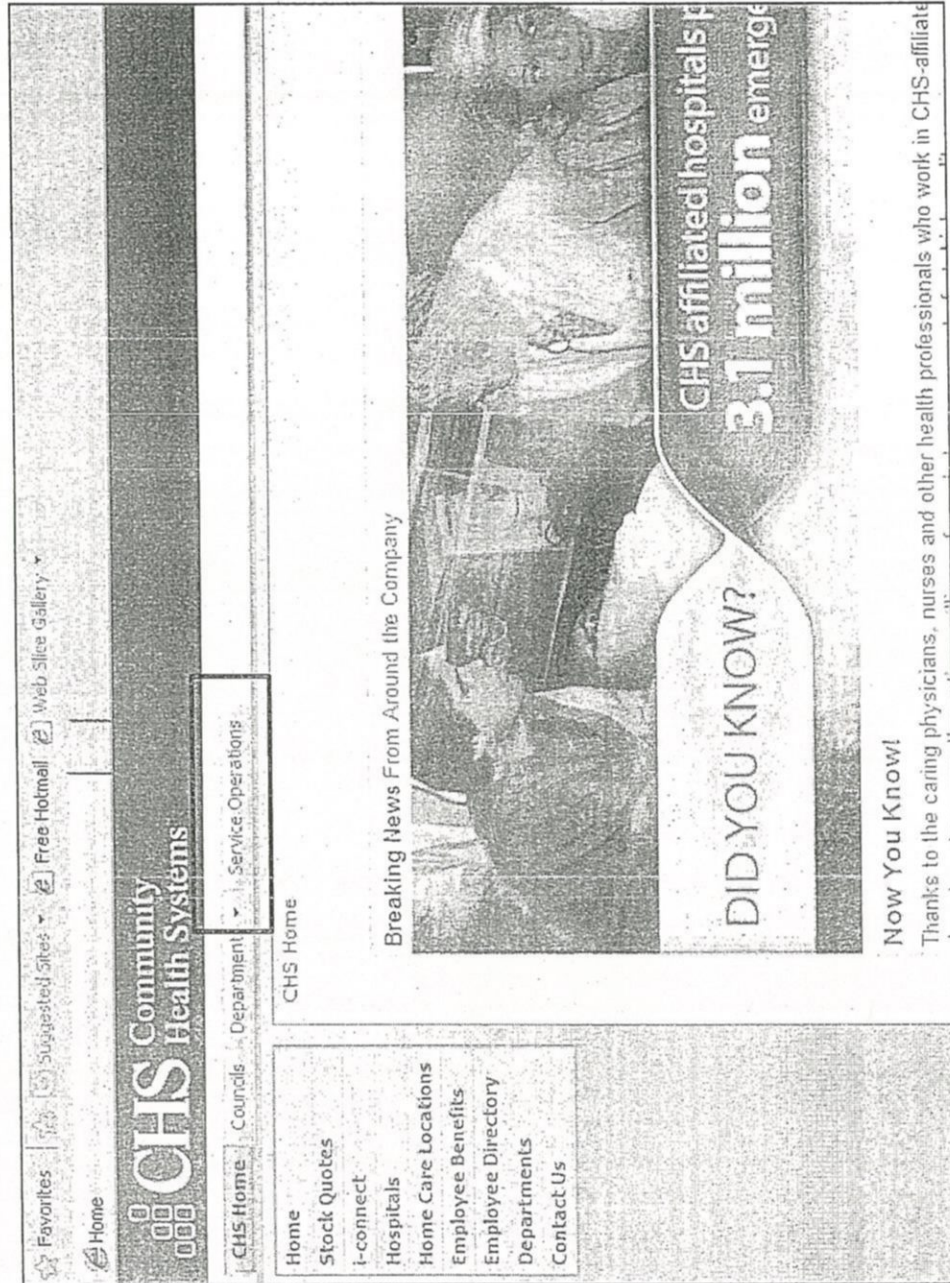 Favorites Suggested Sites Free Hotmail Web Slice Gallery
Home
CHS Community
Health Systems
CHS Home Councils Department Service Operations
Home
Stock Quotes
i-connect
Hospitals
Home Care Locations
Employee Benefits
Employee Directory
Departments
Contact Us
CHS Home
Breaking News From Around the Company
DID YOU KNOW?
CHS affiliated hospitals p
3.1 million emerge
Now You Know!
Thanks to the caring physicians, nurses and other health professionals who work in CHS-affiliate